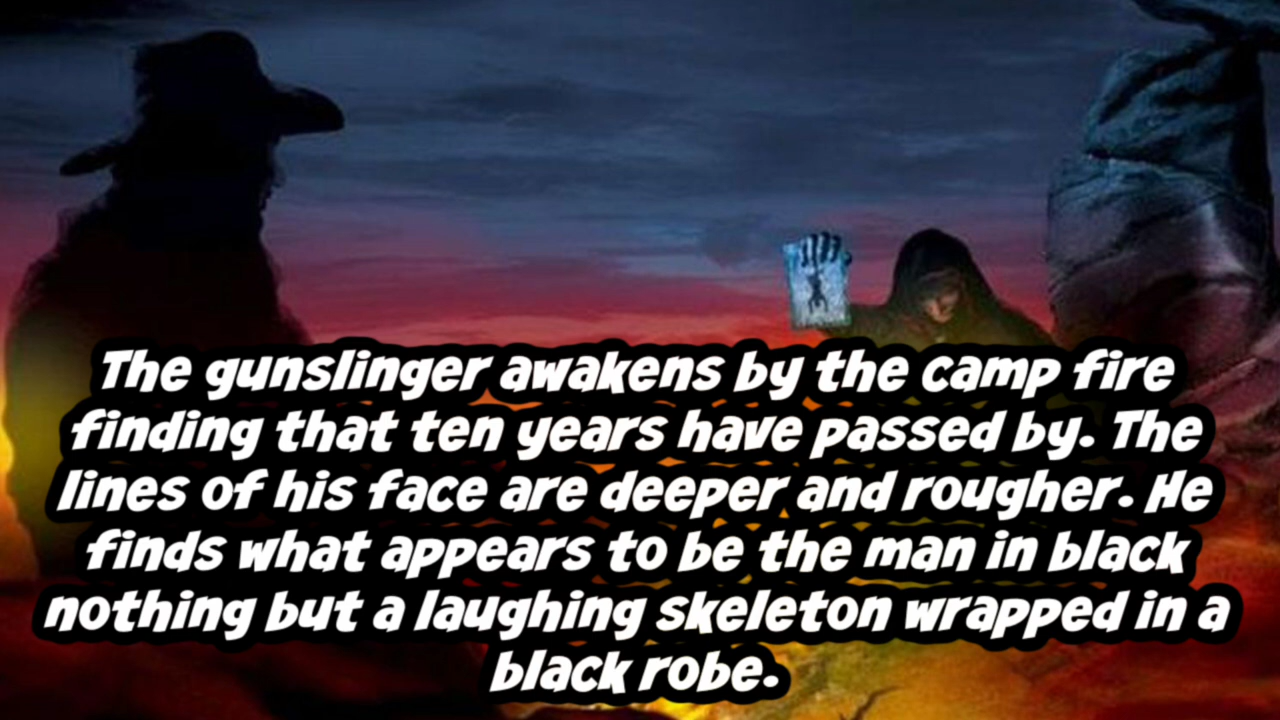 The gunslinger awakens by the camp fire
finding that ten years have passed by. The
lines of his face are deeper and rougher. He
finds what appears to be the man in black
nothing but a laughing skeleton wrapped in a
black robe.